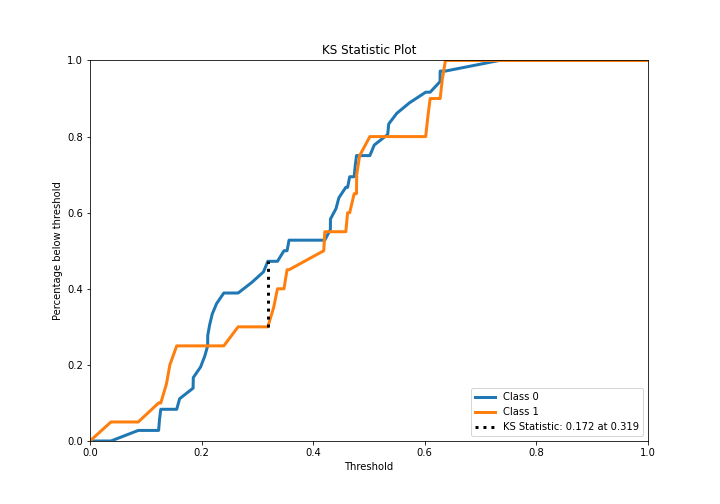 KS Statistic Plot
1.0
0.8
0.6
0.4
0.2
0.0
Percentage below threshold
0.0 0.2 0.4 0.6 0.8 1.0
Threshold
Class 0
Class 1
KS Statistic: 0.172 at 0.319